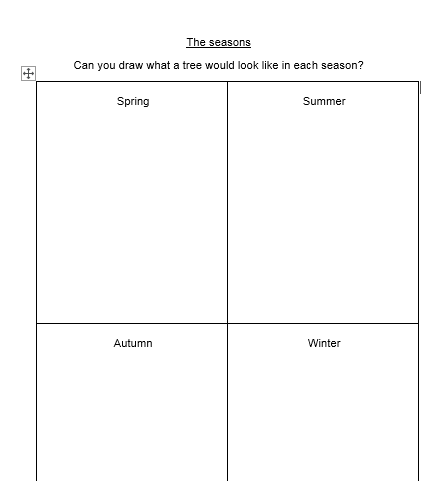 The seasons
Can you draw what a tree would look like in each season?
Spring
Summer
Autumn
Winter